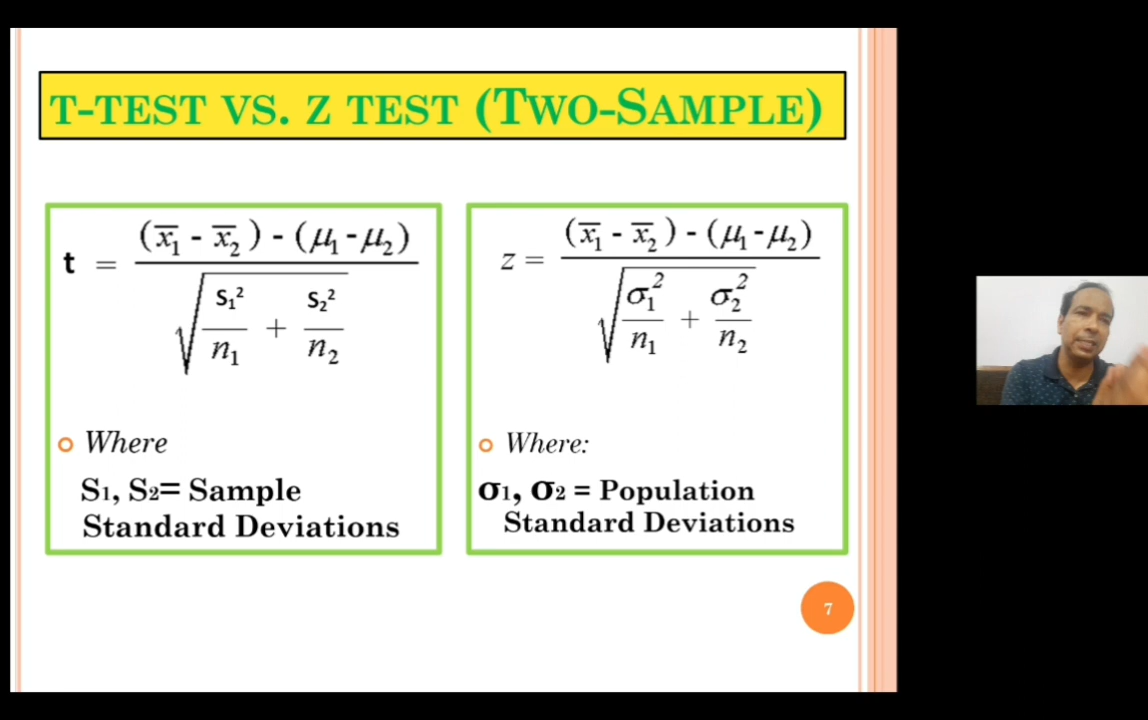 T-TEST VS. Z TEST (TWO-SAMPLE)
t = (x̅₁ - x̅₂) - (μ₁ - μ₂) / √(S₁²/n₁ + S₂²/n₂)
Where
S₁, S₂= Sample
Standard Deviations
z = (x̅₁ - x̅₂) - (μ₁ - μ₂) / √(σ₁²/n₁ + σ₂²/n₂)
Where:
σ₁, σ₂ = Population
Standard Deviations
7